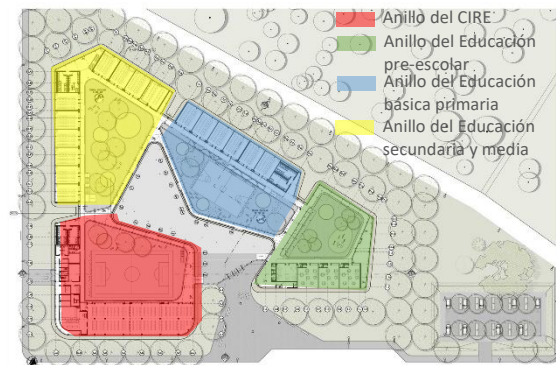 Anillo del CIRE
Anillo del Educación
pre-escolar
Anillo del Educación
básica primaria
Anillo del Educación
secundaria y media